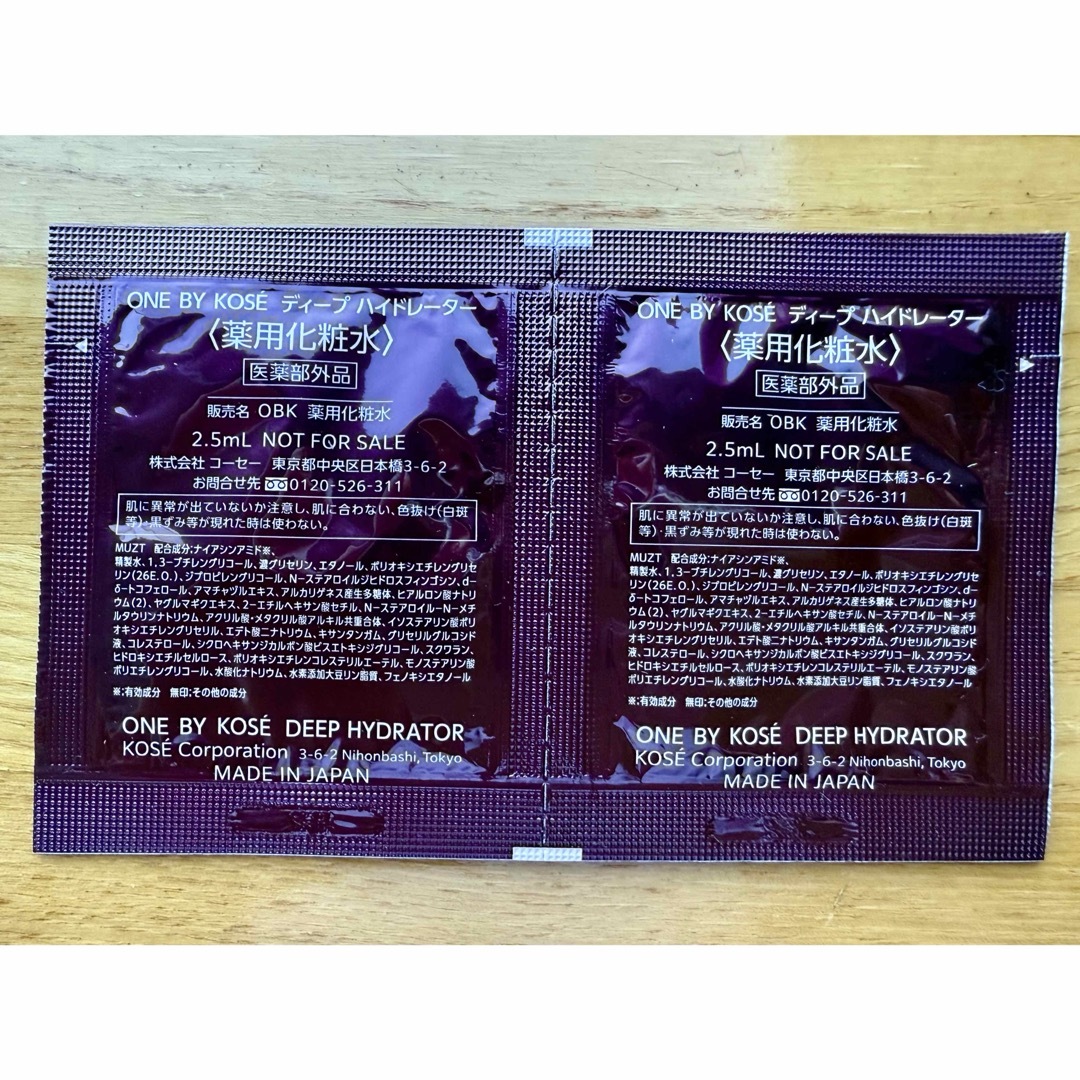 ONE BY KOSÉ ディープ ハイドレーター
〈薬用化粧水〉
医薬部外品
販売名 OBK 薬用化粧水
2.5mL NOT FOR SALE
株式会社 コーセー 東京都中央区日本橋3-6-2
お問合せ先 0120-526-311
肌に異常が出ていないか注意し、肌に合わない、色抜け(白斑
等)・黒ずみ等が現れた時は使わない。
MUZT 配合成分:ナイアシンアミド※、
精製水、1,3-ブチレングリコール、濃グリセリン、エタノール、ポリオキシエチレングリセ
リン(26E.O.)、ジプロピレングリコール、N-ステアロイルジヒドロスフィンゴシン、d-
δ-トコフェロール、アマチャヅルエキス、アルカリゲネス産生多糖体、ヒアルロン酸ナトリ
ウム(2)、ヤグルマギクエキス、2-エチルヘキサン酸セチル、N-ステアロイル-N-メチ
ルタウリンナトリウム、アクリル酸・メタクリル酸アルキル共重合体、イソステアリン酸ポリ
オキシエチレングリセリル、エデト酸二ナトリウム、キサンタンガム、グリセリルグルコシド
液、コレステロール、シクロヘキサンジカルボン酸ビスエトキシジグリコール、スクワラン、
ヒドロキシエチルセルロース、ポリオキシエチレンコレステリルエーテル、モノステアリン酸
ポリエチレングリコール、水酸化ナトリウム、水素添加大豆リン脂質、フェノキシエタノール
※:有効成分 無印:その他の成分
ONE BY KOSÉ DEEP HYDRATOR
KOSÉ Corporation 3-6-2 Nihonbashi, Tokyo
MADE IN JAPAN
ONE BY KOSÉ ディープ ハイドレーター
〈薬用化粧水〉
医薬部外品
販売名 OBK 薬用化粧水
2.5mL NOT FOR SALE
株式会社 コーセー 東京都中央区日本橋3-6-2
お問合せ先 0120-526-311
肌に異常が出ていないか注意し、肌に合わない、色抜け(白斑
等)・黒ずみ等が現れた時は使わない。
MUZT 配合成分:ナイアシンアミド※、
精製水、1,3-ブチレングリコール、濃グリセリン、エタノール、ポリオキシエチレングリセ
リン(26E.O.)、ジプロピレングリコール、N-ステアロイルジヒドロスフィンゴシン、d-
δ-トコフェロール、アマチャヅルエキス、アルカリゲネス産生多糖体、ヒアルロン酸ナトリ
ウム(2)、ヤグルマギクエキス、2-エチルヘキサン酸セチル、N-ステアロイル-N-メチ
ルタウリンナトリウム、アクリル酸・メタクリル酸アルキル共重合体、イソステアリン酸ポリ
オキシエチレングリセリル、エデト酸二ナトリウム、キサンタンガム、グリセリルグルコシド
液、コレステロール、シクロヘキサンジカルボン酸ビスエトキシジグリコール、スクワラン、
ヒドロキシエチルセルロース、ポリオキシエチレンコレステリルエーテル、モノステアリン酸
ポリエチレングリコール、水酸化ナトリウム、水素添加大豆リン脂質、フェノキシエタノール
※:有効成分 無印:その他の成分
ONE BY KOSÉ DEEP HYDRATOR
KOSÉ Corporation 3-6-2 Nihonbashi, Tokyo
MADE IN JAPAN